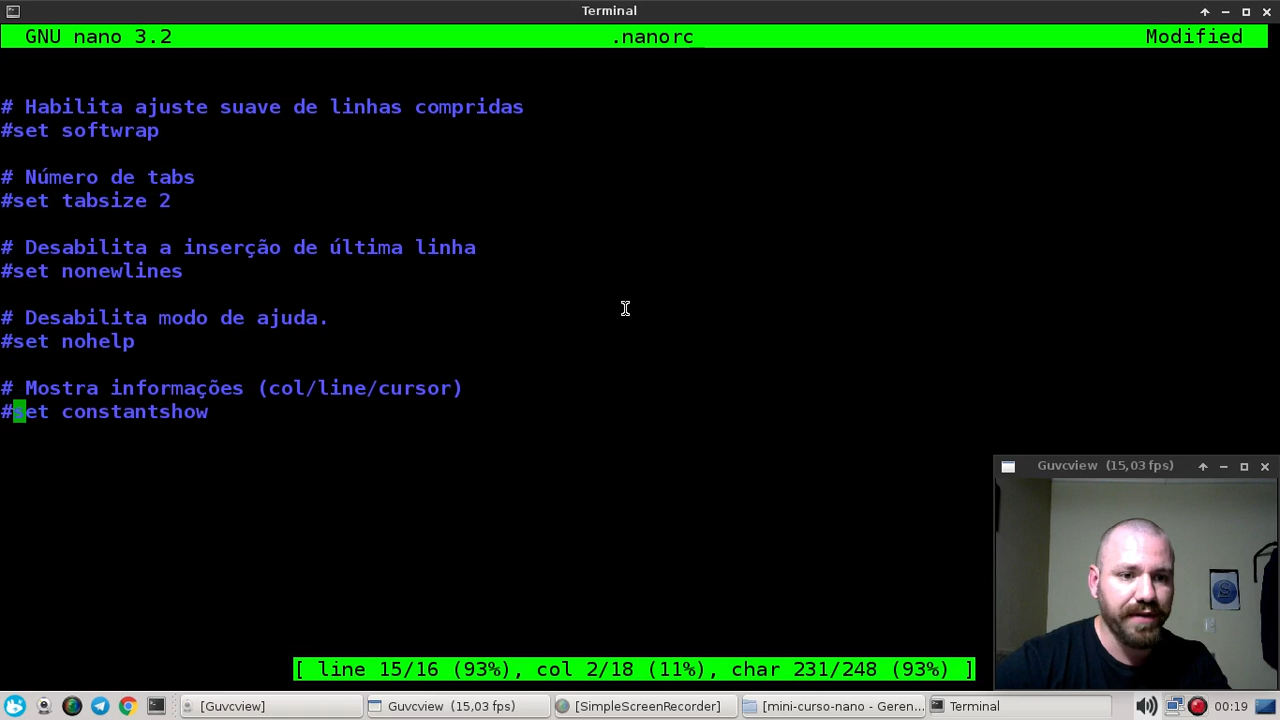 Terminal
GNU nano 3.2 .nanorc Modified
# Habilita ajuste suave de linhas compridas
#set softwrap
# Número de tabs
#set tabsize 2
# Desabilita a inserção de última linha
#set nonewlines
# Desabilita modo de ajuda.
#set nohelp
# Mostra informações (col/line/cursor)
#set constantshow
Guvcview (15,03 fps)
[ line 15/16 (93%), col 2/18 (11%), char 231/248 (93%) ]
[Guvcview] Guvcview (15,03 fps) [SimpleScreenRecorder] [mini-curso-nano - Geren... Terminal 00:19